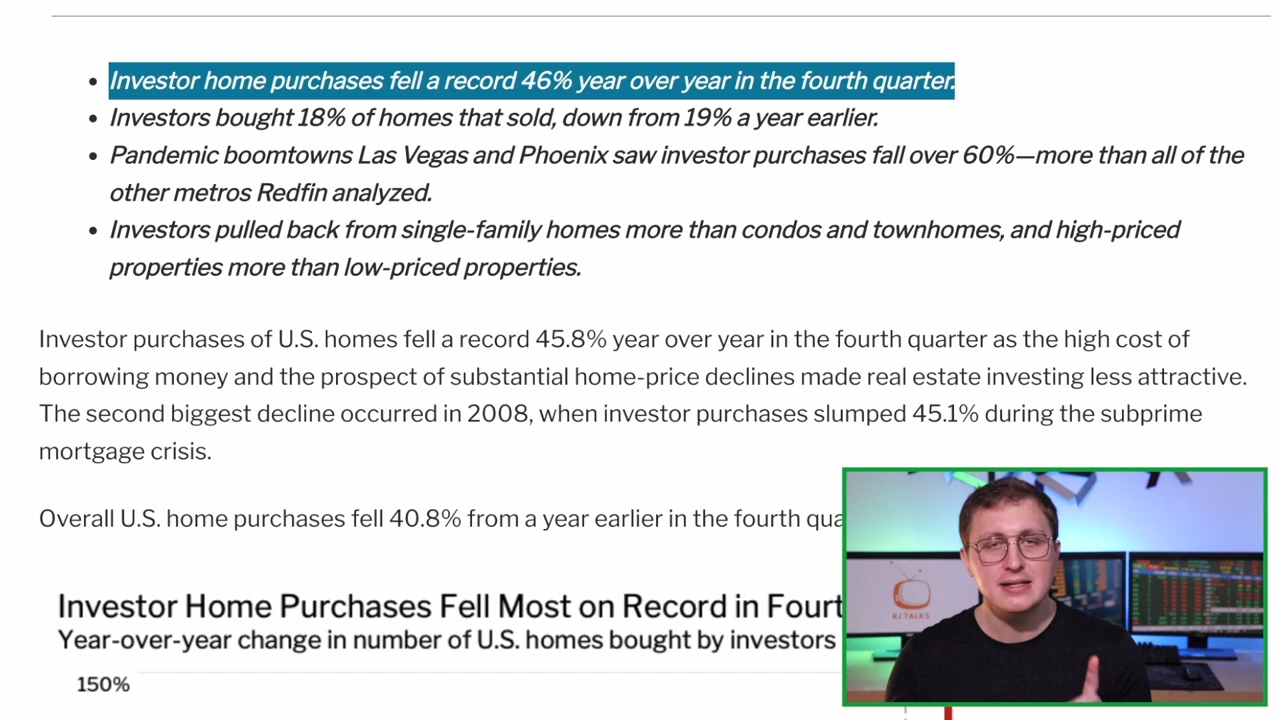 Investor home purchases fell a record 46% year over year in the fourth quarter.
Investors bought 18% of homes that sold, down from 19% a year earlier.
Pandemic boomtowns Las Vegas and Phoenix saw investor purchases fall over 60%—more than all of the
other metros Redfin analyzed.
Investors pulled back from single-family homes more than condos and townhomes, and high-priced
properties more than low-priced properties.
Investor purchases of U.S. homes fell a record 45.8% year over year in the fourth quarter as the high cost of
borrowing money and the prospect of substantial home-price declines made real estate investing less attractive.
The second biggest decline occurred in 2008, when investor purchases slumped 45.1% during the subprime
mortgage crisis.
Overall U.S. home purchases fell 40.8% from a year earlier in the fourth qua
Investor Home Purchases Fell Most on Record in Fourt
Year-over-year change in number of U.S. homes bought by investors
150%
RJ TALKS